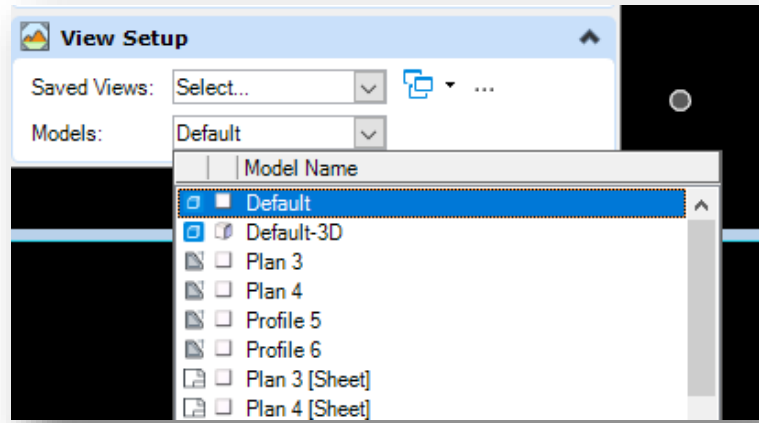 View Setup
Saved Views: Select... ...
Models: Default
Model Name
Default
Default-3D
Plan 3
Plan 4
Profile 5
Profile 6
Plan 3 [Sheet]
Plan 4 [Sheet]